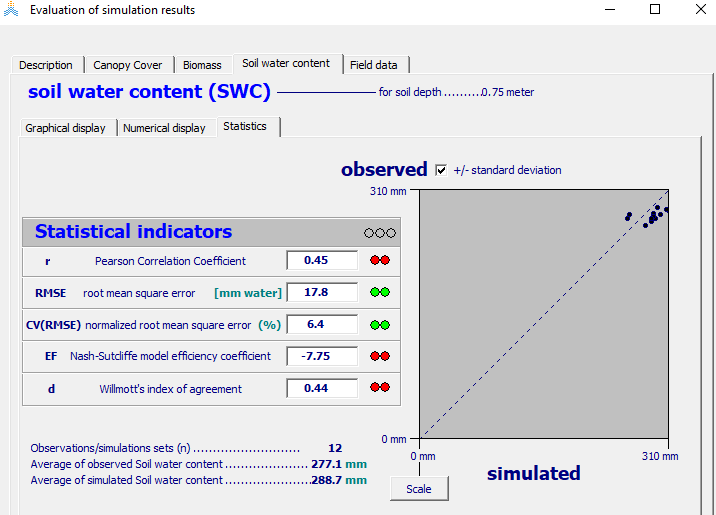 Evaluation of simulation results
Description Canopy Cover Biomass Soil water content Field data
soil water content (SWC) for soil depth ..........0.75 meter
Graphical display Numerical display Statistics
observed +/- standard deviation
310 mm
Statistical indicators
r Pearson Correlation Coefficient 0.45
RMSE root mean square error [mm water] 17.8
CV(RMSE) normalized root mean square error (%) 6.4
EF Nash-Sutcliffe model efficiency coefficient -7.75
d Willmott's index of agreement 0.44
0 mm
Observations/simulations sets (n) ........................... 12
Average of observed Soil water content ...................... 277.1 mm
Average of simulated Soil water content ...................... 288.7 mm
0 mm 310 mm
simulated
Scale